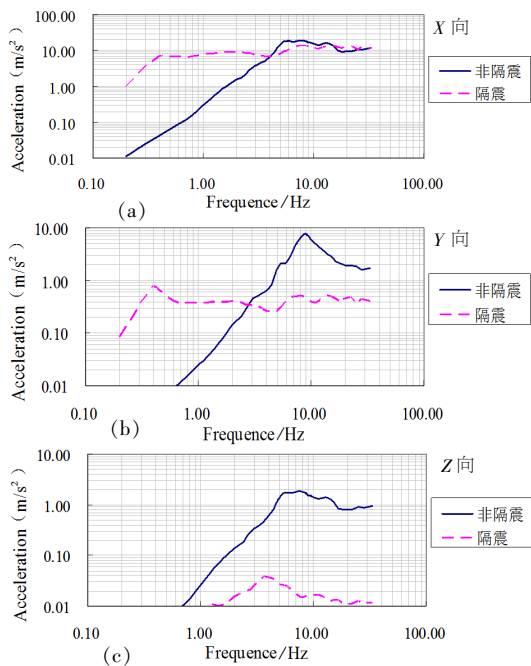 100.00
X 向
10.00
非隔震
1.00
隔震
0.10
0.01
Acceleration（m/s²）
0.10 1.00 10.00 100.00
Frequence/Hz
(a)
10.00
Y 向
1.00
非隔震
隔震
0.10
0.01
Acceleration（m/s²）
0.10 1.00 10.00 100.00
Frequence/Hz
(b)
10.00
Z 向
1.00
非隔震
隔震
0.10
0.01
Acceleration（m/s²）
0.10 1.00 10.00 100.00
Frequence/Hz
(c)